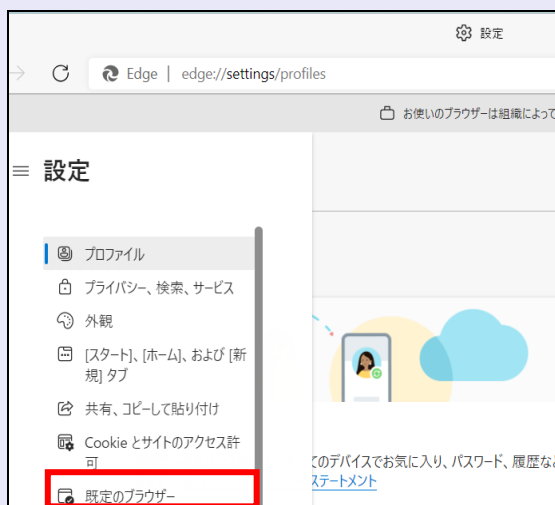 設定
Edge | edge://settings/profiles
お使いのブラウザーは組織によって
設定
プロファイル
プライバシー、検索、サービス
外観
[スタート]、[ホーム]、および [新
規] タブ
共有、コピーして貼り付け
Cookie とサイトのアクセス許
可
既定のブラウザー
てのデバイスでお気に入り、パスワード、履歴な
ステートメント